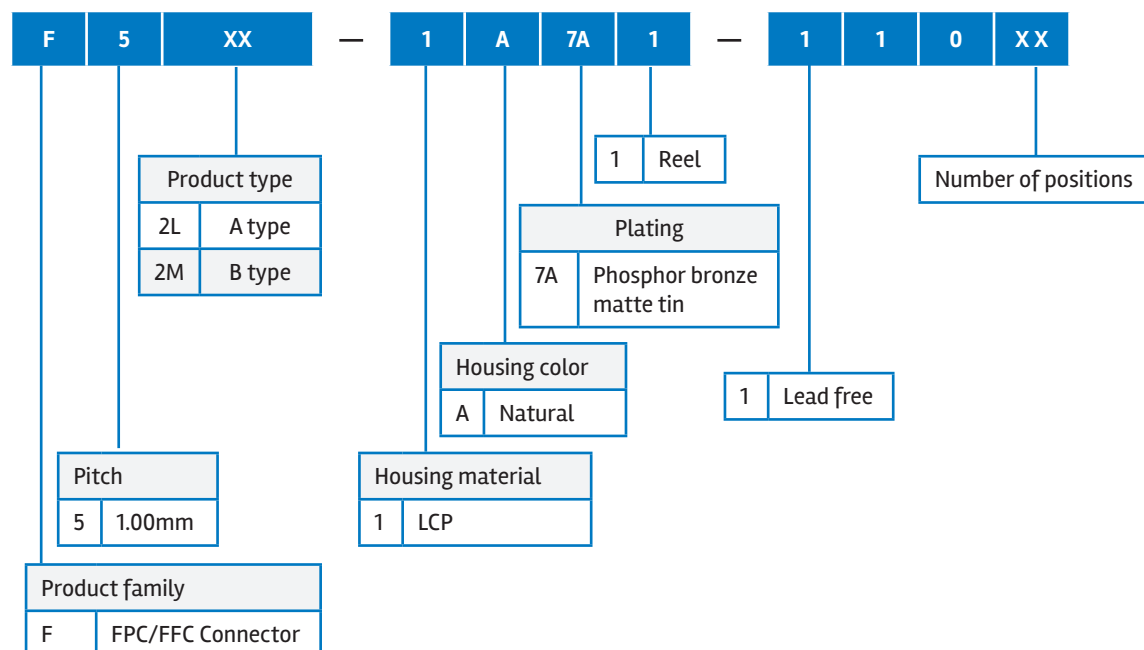 F 5 XX — 1 A 7A 1 — 1 1 0 X X
1 Reel
Product type
2L A type
2M B type
Number of positions
Plating
7A Phosphor bronze
matte tin
Housing color
A Natural
1 Lead free
Pitch
5 1.00mm
Housing material
1 LCP
Product family
F FPC/FFC Connector